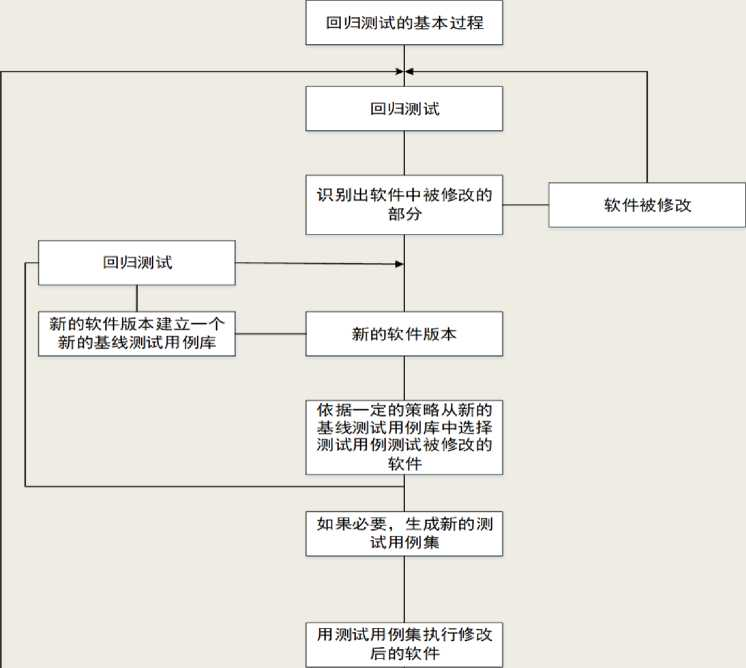 回归测试的基本过程
回归测试
识别出软件中被修改的
部分
软件被修改
回归测试
新的软件版本建立一个
新的基线测试用例库
新的软件版本
依据一定的策略从新的
基线测试用例库中选择
测试用例测试被修改的
软件
如果必要，生成新的测
试用例集
用测试用例集执行修改
后的软件